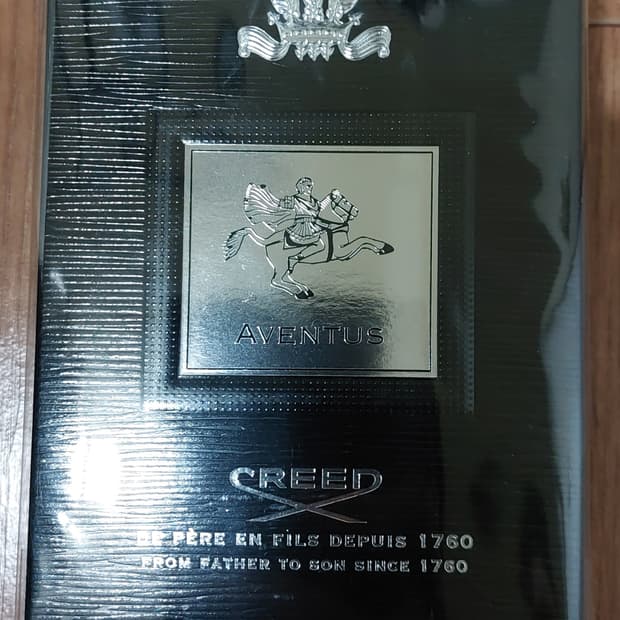 AVENTUS
CREED
DE PÈRE EN FILS DEPUIS 1760
FROM FATHER TO SON SINCE 1760